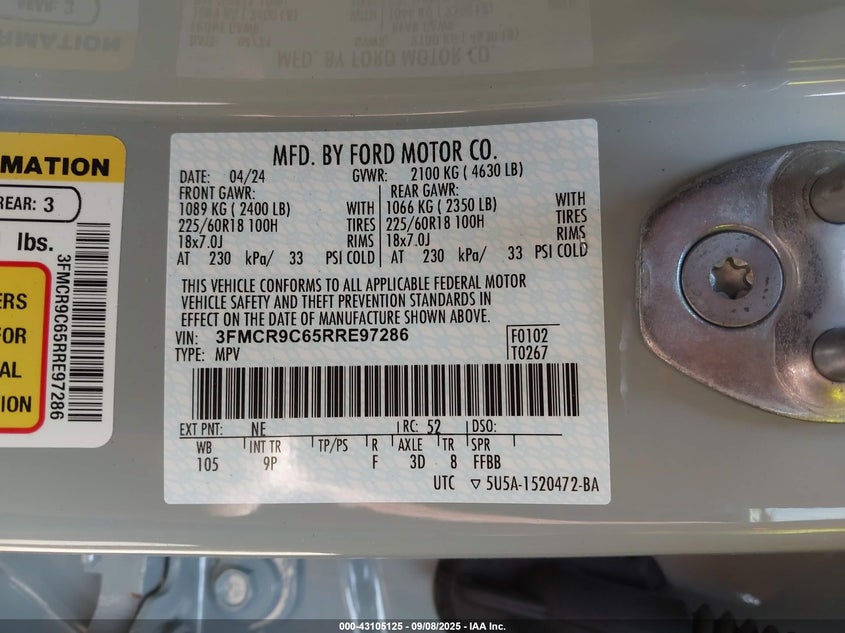 MFD. BY FORD MOTOR CO.
DATE: 04/24 GVWR: 2100 KG ( 4630 LB)
FRONT GAWR: REAR GAWR:
1089 KG ( 2400 LB) WITH 1066 KG ( 2350 LB) WITH
225/60R18 100H TIRES 225/60R18 100H TIRES
18x7.0J RIMS 18x7.0J RIMS
AT 230 kPa/ 33 PSI COLD AT 230 kPa/ 33 PSI COLD
THIS VEHICLE CONFORMS TO ALL APPLICABLE FEDERAL MOTOR
VEHICLE SAFETY AND THEFT PREVENTION STANDARDS IN
EFFECT ON THE DATE OF MANUFACTURE SHOWN ABOVE.
VIN: 3FMCR9C65RRE97286 F0102
TYPE: MPV T0267
EXT PNT: NE RC: 52 DSO:
WB INT TR TP/PS R AXLE TR SPR
105 9P F 3D 8 FFBB
UTC ▽ 5U5A-1520472-BA
RMATION
REAR: 3
lbs.
3FMCR9C65RRE97286
ERS
FOR
AL
ION
000-43105125 - 09/08/2025 - IAA Inc.